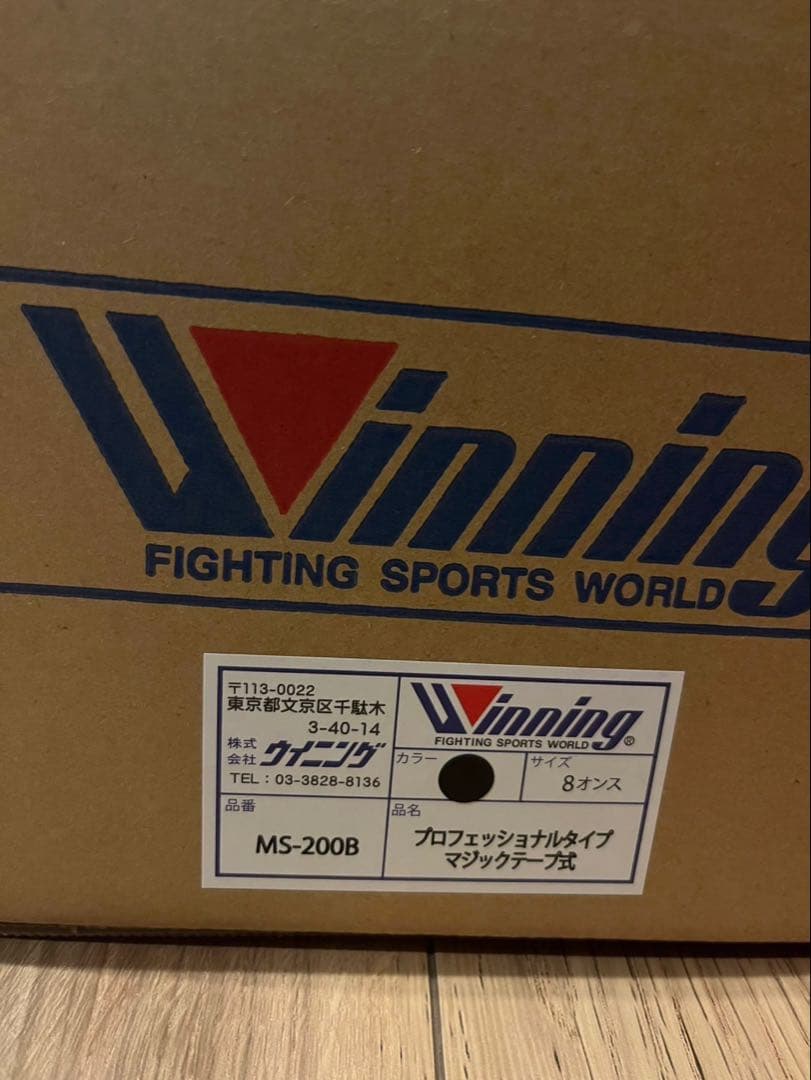 Winning
FIGHTING SPORTS WORLD
〒113-0022
東京都文京区千駄木
3-40-14
株式会社 ウイニング
TEL：03-3828-8136
Winning®
FIGHTING SPORTS WORLD
カラー
サイズ
8オンス
品番
MS-200B
品名
プロフェッショナルタイプ
マジックテープ式